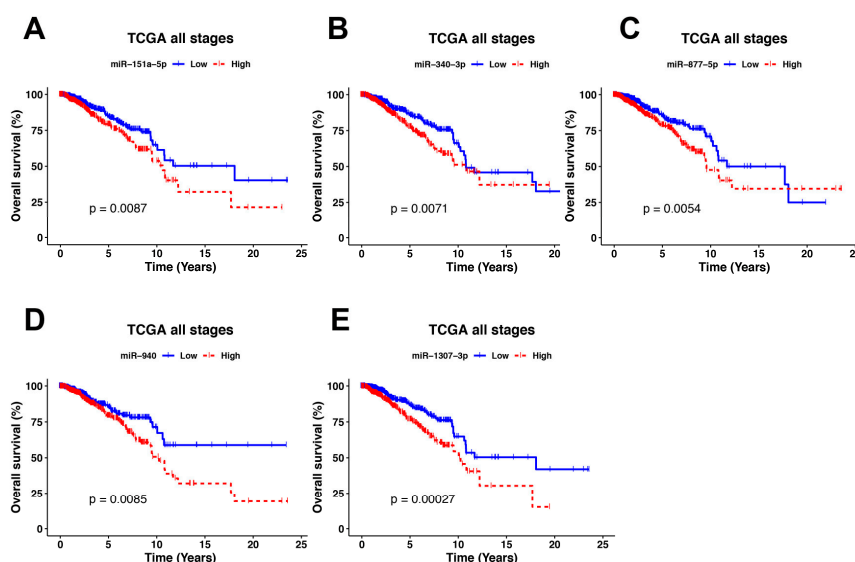 A
TCGA all stages
miR−151a−5p Low High
Overall survival (%)
100
75
50
25
0
p = 0.0087
0 5 10 15 20 25
Time (Years)
B
TCGA all stages
miR−340−3p Low High
Overall survival (%)
100
75
50
25
0
p = 0.0071
0 5 10 15 20
Time (Years)
C
TCGA all stages
miR−877−5p Low High
Overall survival (%)
100
75
50
25
0
p = 0.0054
0 5 10 15 20
Time (Years)
D
TCGA all stages
miR−940 Low High
Overall survival (%)
100
75
50
25
0
p = 0.0085
0 5 10 15 20 25
Time (Years)
E
TCGA all stages
miR−1307−3p Low High
Overall survival (%)
100
75
50
25
0
p = 0.00027
0 5 10 15 20 25
Time (Years)